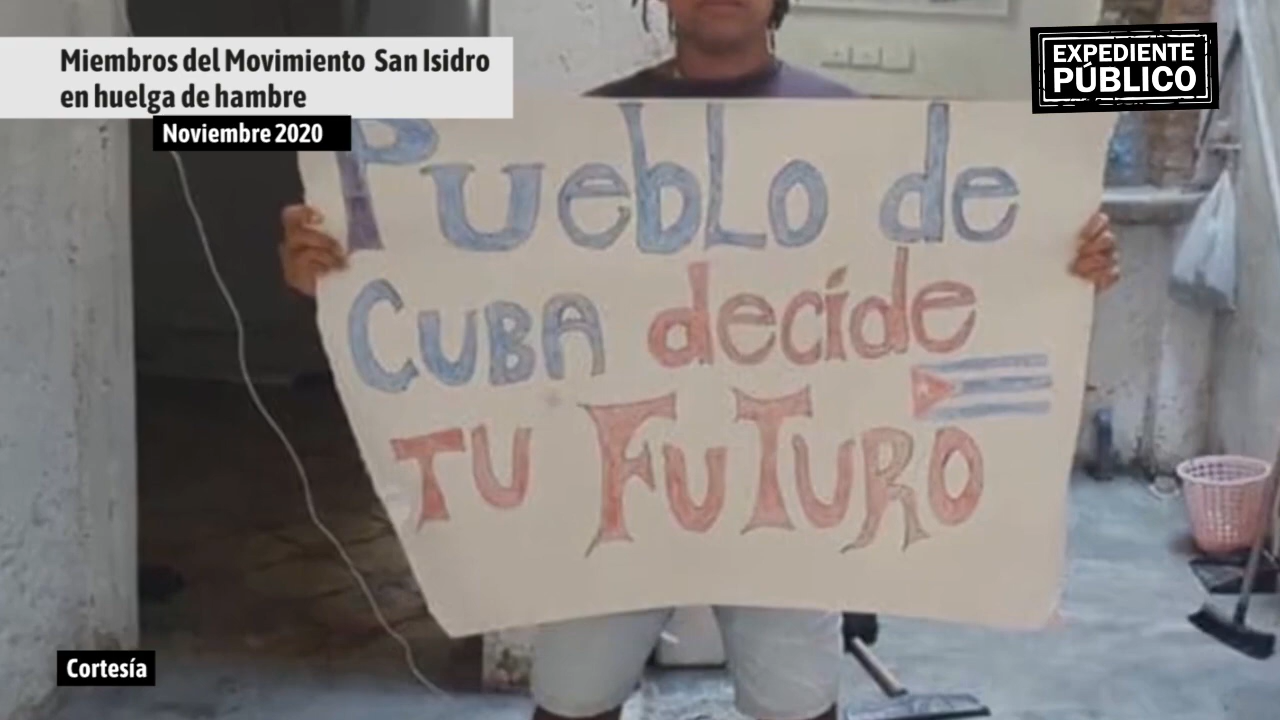 Miembros del Movimiento San Isidro
en huelga de hambre
Noviembre 2020
EXPEDIENTE
PÚBLICO
PuebLo de
CUBA decide
TU FuTuRO
Cortesía